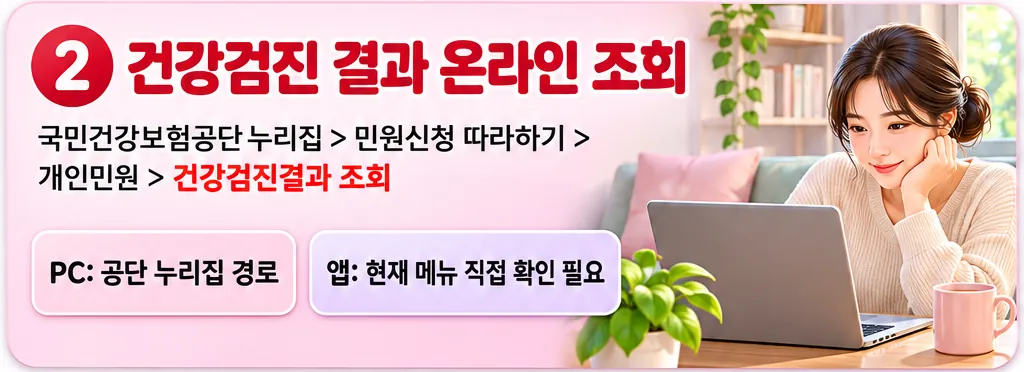 2 건강검진 결과 온라인 조회
국민건강보험공단 누리집 > 민원신청 따라하기 >
개인민원 > 건강검진결과 조회
PC: 공단 누리집 경로
앱: 현재 메뉴 직접 확인 필요